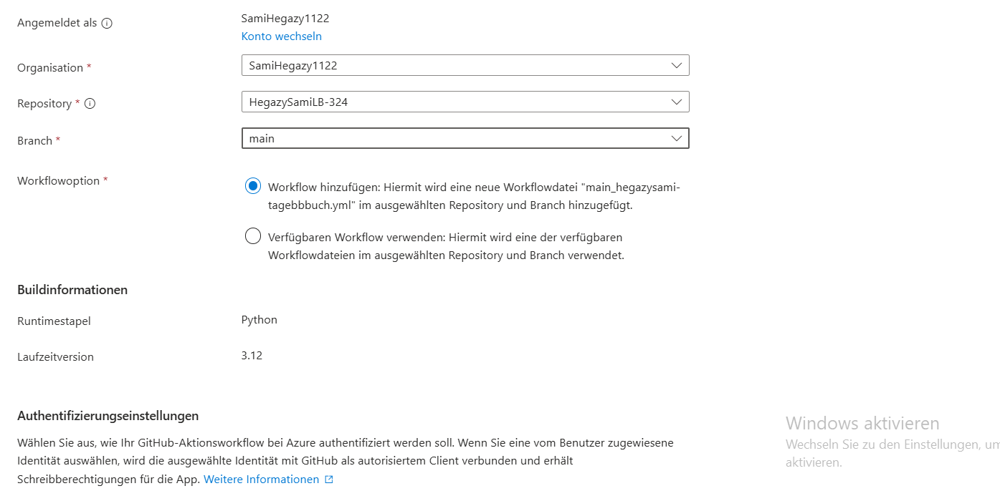 Angemeldet als
SamiHegazy1122
Konto wechseln
Organisation *
SamiHegazy1122
Repository *
HegazySamiLB-324
Branch *
main
Workflowoption *
Workflow hinzufügen: Hiermit wird eine neue Workflowdatei "main_hegazysami-
tagebbbuch.yml" im ausgewählten Repository und Branch hinzugefügt.
Verfügbaren Workflow verwenden: Hiermit wird eine der verfügbaren
Workflowdateien im ausgewählten Repository und Branch verwendet.
Buildinformationen
Runtimestapel
Python
Laufzeitversion
3.12
Authentifizierungseinstellungen
Wählen Sie aus, wie Ihr GitHub-Aktionsworkflow bei Azure authentifiziert werden soll. Wenn Sie eine vom Benutzer zugewiesene
Identität auswählen, wird die ausgewählte Identität mit GitHub als autorisiertem Client verbunden und erhält
Schreibberechtigungen für die App. Weitere Informationen
Windows aktivieren
Wechseln Sie zu den Einstellungen, um
aktivieren.